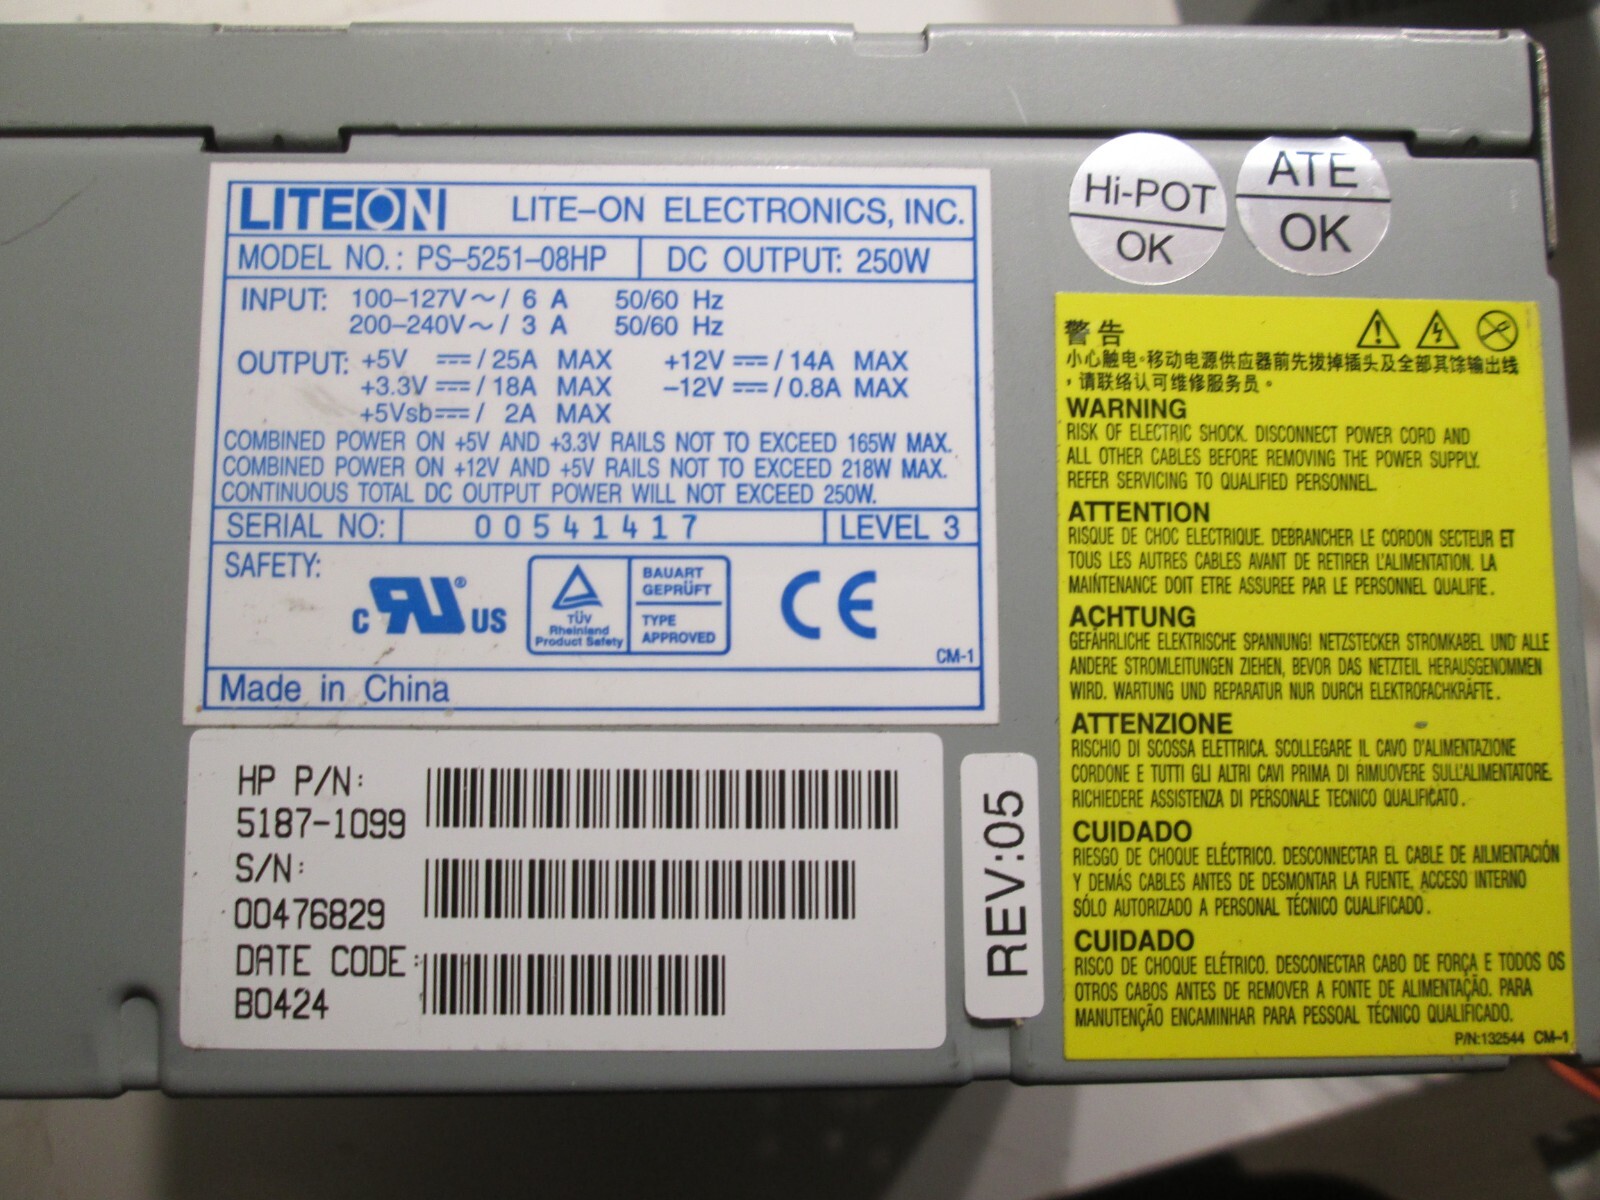 LITEON LITE-ON ELECTRONICS, INC.
MODEL NO.: PS-5251-08HP DC OUTPUT: 250W
INPUT: 100-127V~/ 6 A 50/60 Hz
200-240V~/ 3 A 50/60 Hz
OUTPUT: +5V ⎓/25A MAX +12V ⎓/14A MAX
+3.3V ⎓/18A MAX -12V ⎓/0.8A MAX
+5Vsb⎓/ 2A MAX
COMBINED POWER ON +5V AND +3.3V RAILS NOT TO EXCEED 165W MAX.
COMBINED POWER ON +12V AND +5V RAILS NOT TO EXCEED 218W MAX.
CONTINUOUS TOTAL DC OUTPUT POWER WILL NOT EXCEED 250W.
SERIAL NO: 00541417 LEVEL 3
SAFETY:
c RU® US
TÜV
Rheinland
Product Safety
BAUART
GEPRÜFT
TYPE
APPROVED
CE
CM-1
Made in China
HP P/N:
5187-1099
S/N:
00476829
DATE CODE:
B0424
REV:05
Hi-POT
OK
ATE
OK
警告
小心触电。移动电源供应器前先拔掉插头及全部其馀输出线
，请联络认可维修服务员。
WARNING
RISK OF ELECTRIC SHOCK. DISCONNECT POWER CORD AND
ALL OTHER CABLES BEFORE REMOVING THE POWER SUPPLY.
REFER SERVICING TO QUALIFIED PERSONNEL.
ATTENTION
RISQUE DE CHOC ELECTRIQUE. DEBRANCHER LE CORDON SECTEUR ET
TOUS LES AUTRES CABLES AVANT DE RETIRER L'ALIMENTATION. LA
MAINTENANCE DOIT ETRE ASSUREE PAR LE PERSONNEL QUALIFIE.
ACHTUNG
GEFÄHRLICHE ELEKTRISCHE SPANNUNG! NETZSTECKER STROMKABEL UND ALLE
ANDERE STROMLEITUNGEN ZIEHEN, BEVOR DAS NETZTEIL HERAUSGENOMMEN
WIRD. WARTUNG UND REPARATUR NUR DURCH ELEKTROFACHKRÄFTE.
ATTENZIONE
RISCHIO DI SCOSSA ELETTRICA. SCOLLEGARE IL CAVO D'ALIMENTAZIONE
CORDONE E TUTTI GLI ALTRI CAVI PRIMA DI RIMUOVERE SULL'ALIMENTATORE.
RICHIEDERE ASSISTENZA DI PERSONALE TECNICO QUALIFICATO.
CUIDADO
RIESGO DE CHOQUE ELÉCTRICO. DESCONNECTAR EL CABLE DE AILMENTACIÓN
Y DEMÁS CABLES ANTES DE DESMONTAR LA FUENTE, ACCESO INTERNO
SÓLO AUTORIZADO A PERSONAL TÉCNICO CUALIFICADO.
CUIDADO
RISCO DE CHOQUE ELÉTRICO. DESCONECTAR CABO DE FORÇA E TODOS OS
OTROS CABOS ANTES DE REMOVER A FONTE DE ALIMENTAÇÃO. PARA
MANUTENÇÃO ENCAMINHAR PARA PESSOAL TÉCNICO QUALIFICADO.
P/N:132544 CM-1